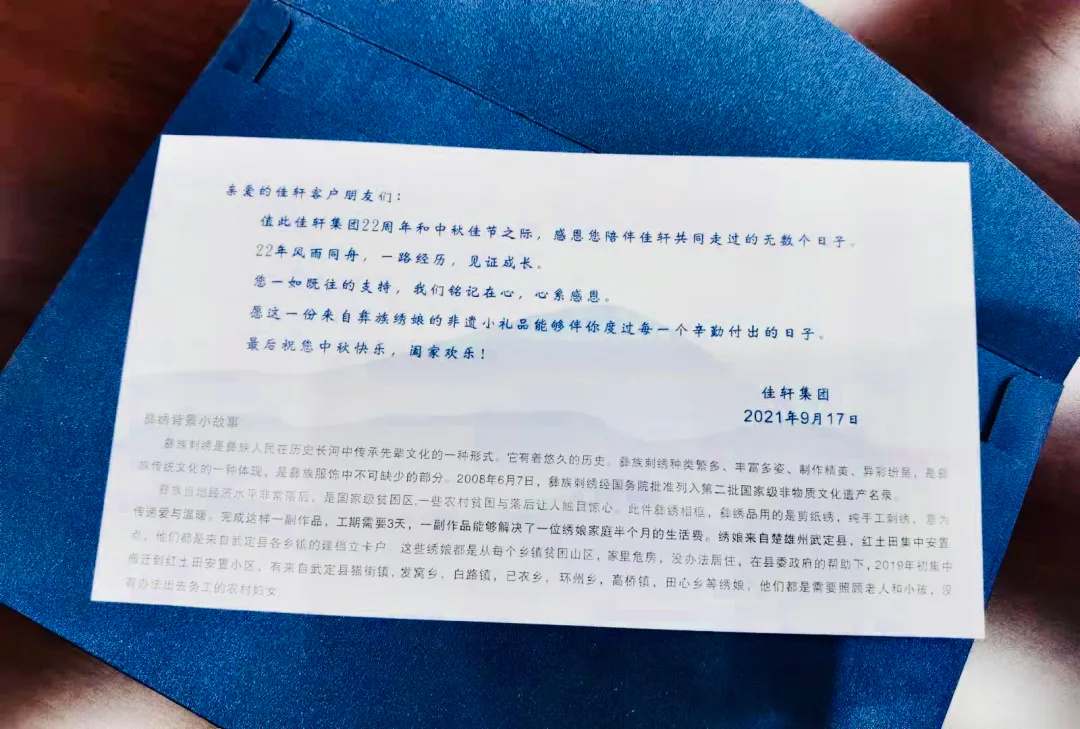 亲爱的佳轩客户朋友们：
值此佳轩集团22周年和中秋佳节之际，感恩您陪伴佳轩共同走过的无数个日子。
22年风雨同舟，一路经历，见证成长。
您一如既往的支持，我们铭记在心，心系感恩。
愿这一份来自彝族绣娘的非遗小礼品能够伴你度过每一个辛勤付出的日子。
最后祝您中秋快乐，阖家欢乐！
佳轩集团
2021年9月17日
彝绣背景小故事
彝族刺绣是彝族人民在历史长河中传承先辈文化的一种形式。它有着悠久的历史。彝族刺绣种类繁多、丰富多姿、制作精美、异彩纷呈，是彝
族传统文化的一种体现，是彝族服饰中不可缺少的部分。2008年6月7日，彝族刺绣经国务院批准列入第二批国家级非物质文化遗产名录。
彝族当地经济水平非常落后，是国家级贫困区,一些农村贫困与落后让人触目惊心。此件彝绣相框，彝绣品用的是剪纸绣，纯手工刺绣、意为
传递爱与温暖。完成这样一副作品，工期需要3天，一副作品能够解决了一位绣娘家庭半个月的生活费。绣娘来自楚雄州武定县，红土田集中安置
点，他们都是来自武定县各乡镇的建档立卡户，这些绣娘都是从每个乡镇贫困山区，家里危房，没办法居住，在县委政府的帮助下，2019年初集中
搬迁到红土田安置小区，有来自武定县猫街镇，发窝乡，白路镇，己衣乡，环州乡，高桥镇，田心乡等绣娘，他们都是需要照顾老人和小孩，没
有办法出去务工的农村妇女